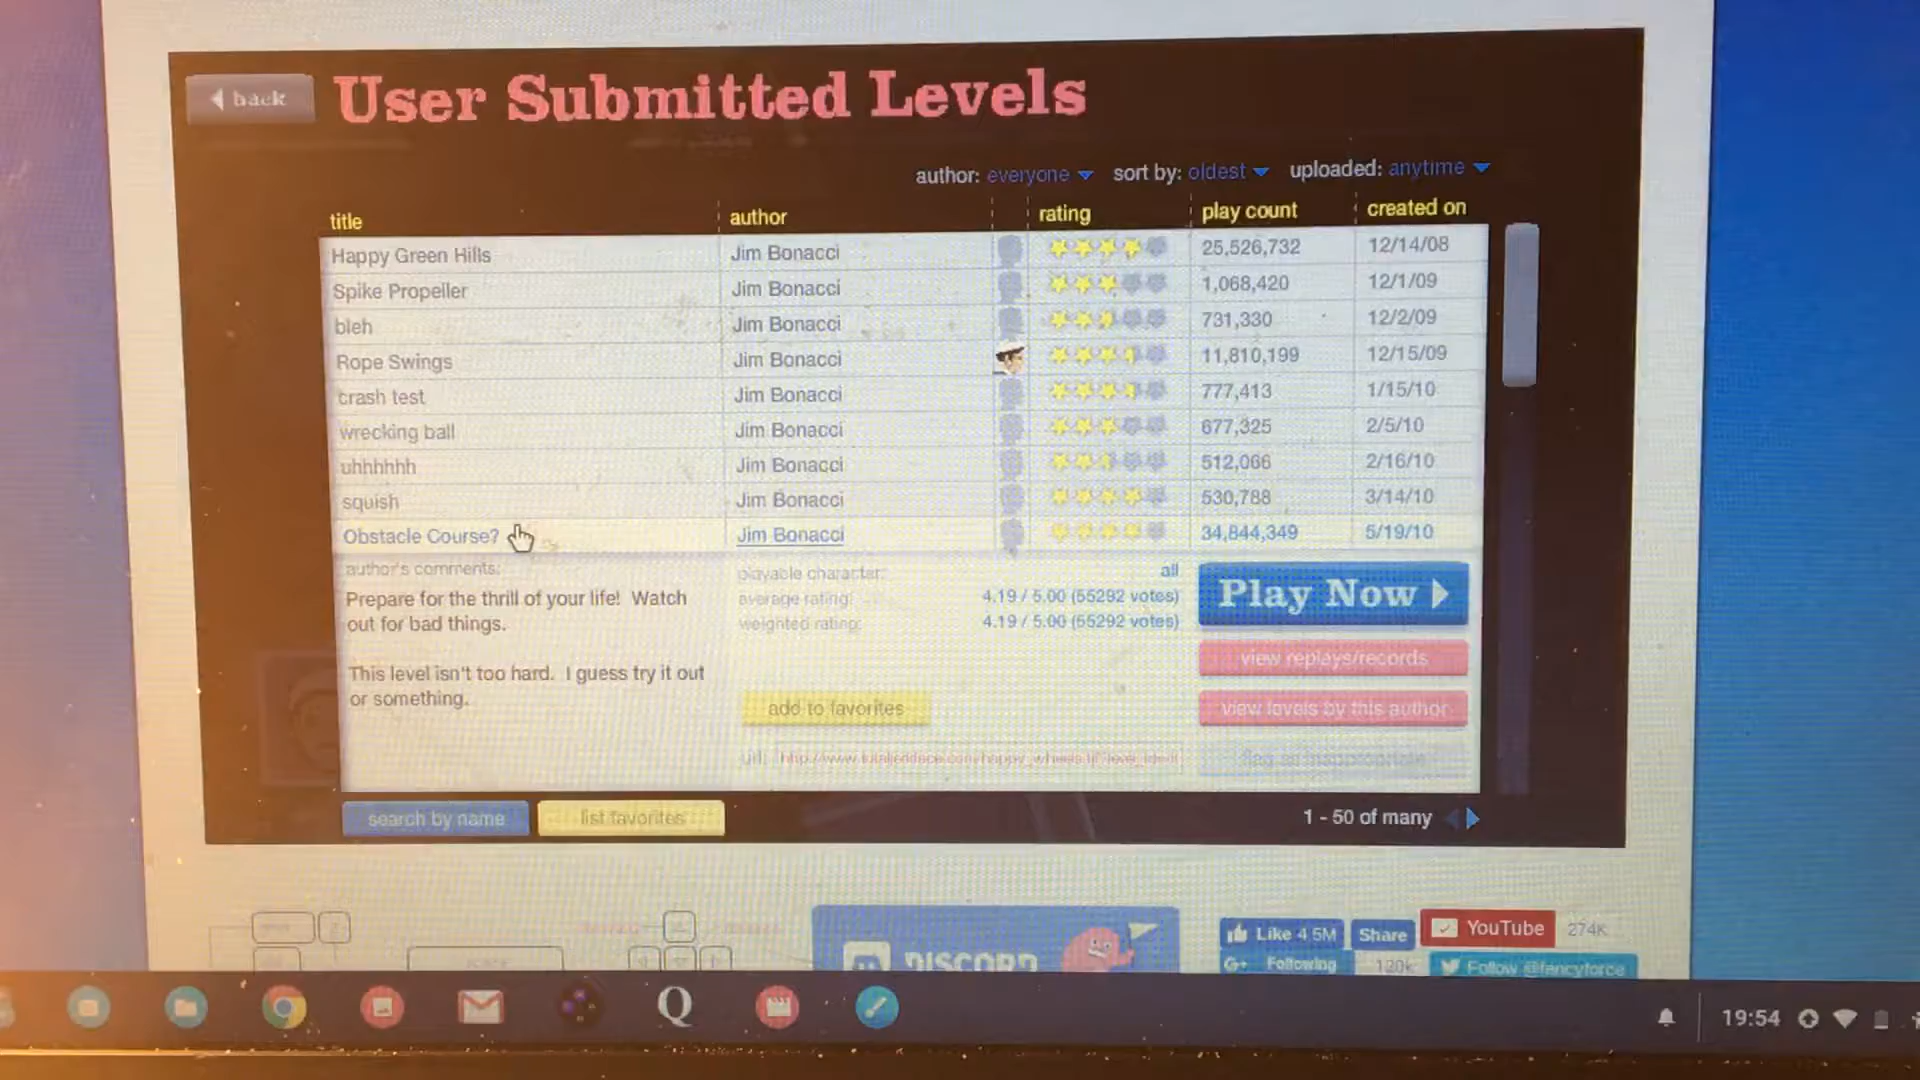 back
User Submitted Levels
author: everyone sort by: oldest uploaded: anytime
title author rating play count created on
Happy Green Hills Jim Bonacci 25,526,732 12/14/08
Spike Propeller Jim Bonacci 1,068,420 12/1/09
bleh Jim Bonacci 731,330 12/2/09
Rope Swings Jim Bonacci 11,810,199 12/15/09
crash test Jim Bonacci 777,413 1/15/10
wrecking ball Jim Bonacci 677,325 2/5/10
uhhhhhh Jim Bonacci 512,066 2/16/10
squish Jim Bonacci 530,788 3/14/10
Obstacle Course? Jim Bonacci 34,844,349 5/19/10
author's comments:
Prepare for the thrill of your life! Watch
out for bad things.
This level isn't too hard. I guess try it out
or something.
playable character: all
average rating: 4.19 / 5.00 (55292 votes)
weighted rating: 4.19 / 5.00 (55292 votes)
add to favorites
url:
Play Now
view replays/records
view levels by this author
flag as inappropriate
search by name list favorites 1 - 50 of many
DISCORD
Like 4.5M Share YouTube 274K
G+ Following 120k Follow @fancyforce
Q
19:54